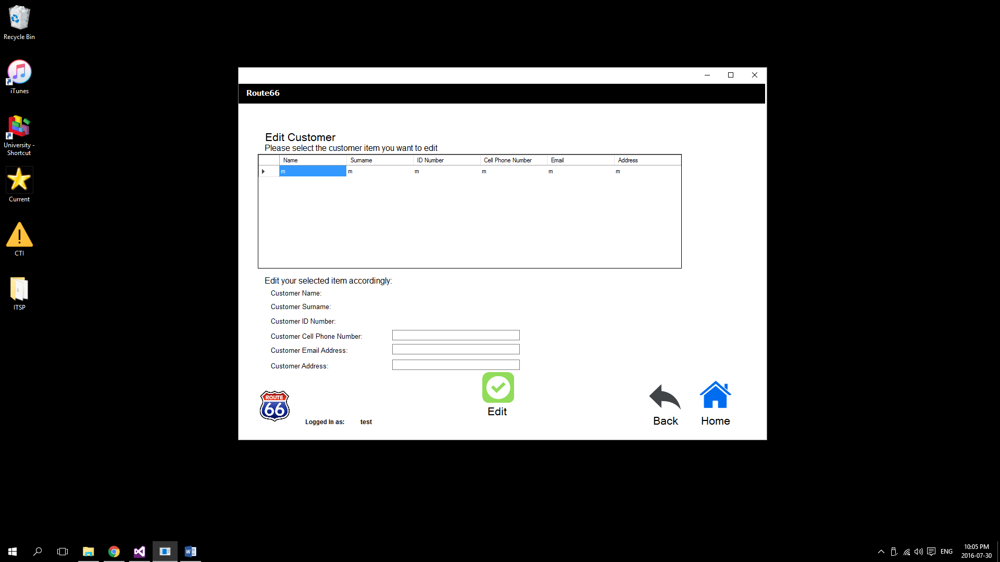 Recycle Bin
iTunes
University -
Shortcut
Current
CTI
ITSP
Route66
Edit Customer
Please select the customer item you want to edit
Name Surname ID Number Cell Phone Number Email Address
m m m m m m
Edit your selected item accordingly:
Customer Name:
Customer Surname:
Customer ID Number:
Customer Cell Phone Number:
Customer Email Address:
Customer Address:
ROUTE
66
Logged In as: test
Edit
Back
Home
ENG
10:05 PM
2016-07-30